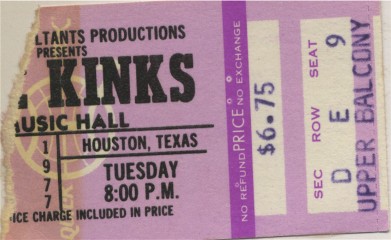 LTANTS PRODUCTIONS
PRESENTS
KINKS
MUSIC HALL
HOUSTON, TEXAS
1977
TUESDAY
8:00 P.M.
ICE CHARGE INCLUDED IN PRICE
NO REFUND PRICE NO EXCHANGE
$6.75
SEC ROW SEAT
D E 9
UPPER BALCONY